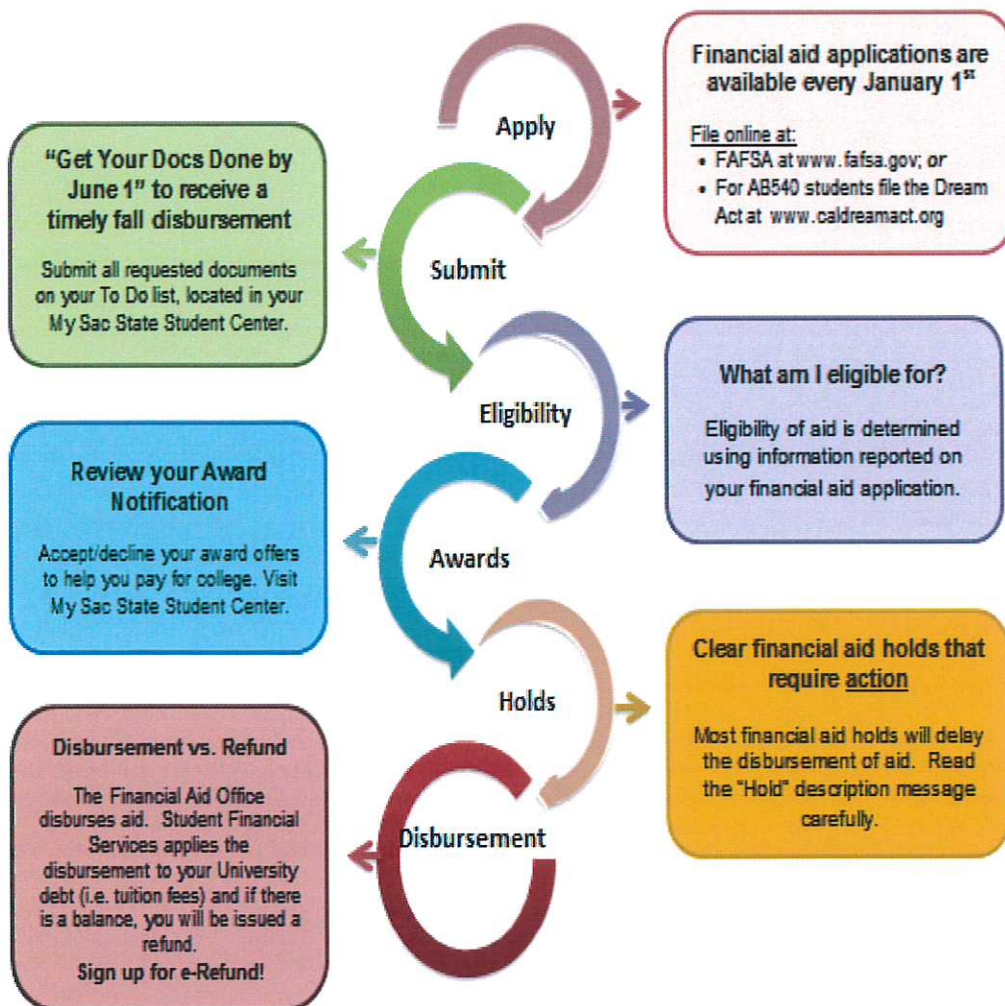 Apply
Financial aid applications are
available every January 1st
File online at:
• FAFSA at www.fafsa.gov; or
• For AB540 students file the Dream
Act at www.caldreamact.org
"Get Your Docs Done by
June 1" to receive a
timely fall disbursement
Submit all requested documents
on your To Do list, located in your
My Sac State Student Center.
Submit
Eligibility
What am I eligible for?
Eligibility of aid is determined
using information reported on
your financial aid application.
Review your Award
Notification
Accept/decline your award offers
to help you pay for college. Visit
My Sac State Student Center.
Awards
Holds
Clear financial aid holds that
require action
Most financial aid holds will delay
the disbursement of aid. Read
the "Hold" description message
carefully.
Disbursement vs. Refund
The Financial Aid Office
disburses aid. Student Financial
Services applies the
disbursement to your University
debt (i.e. tuition fees) and if there
is a balance, you will be issued a
refund.
Sign up for e-Refund!
Disbursement